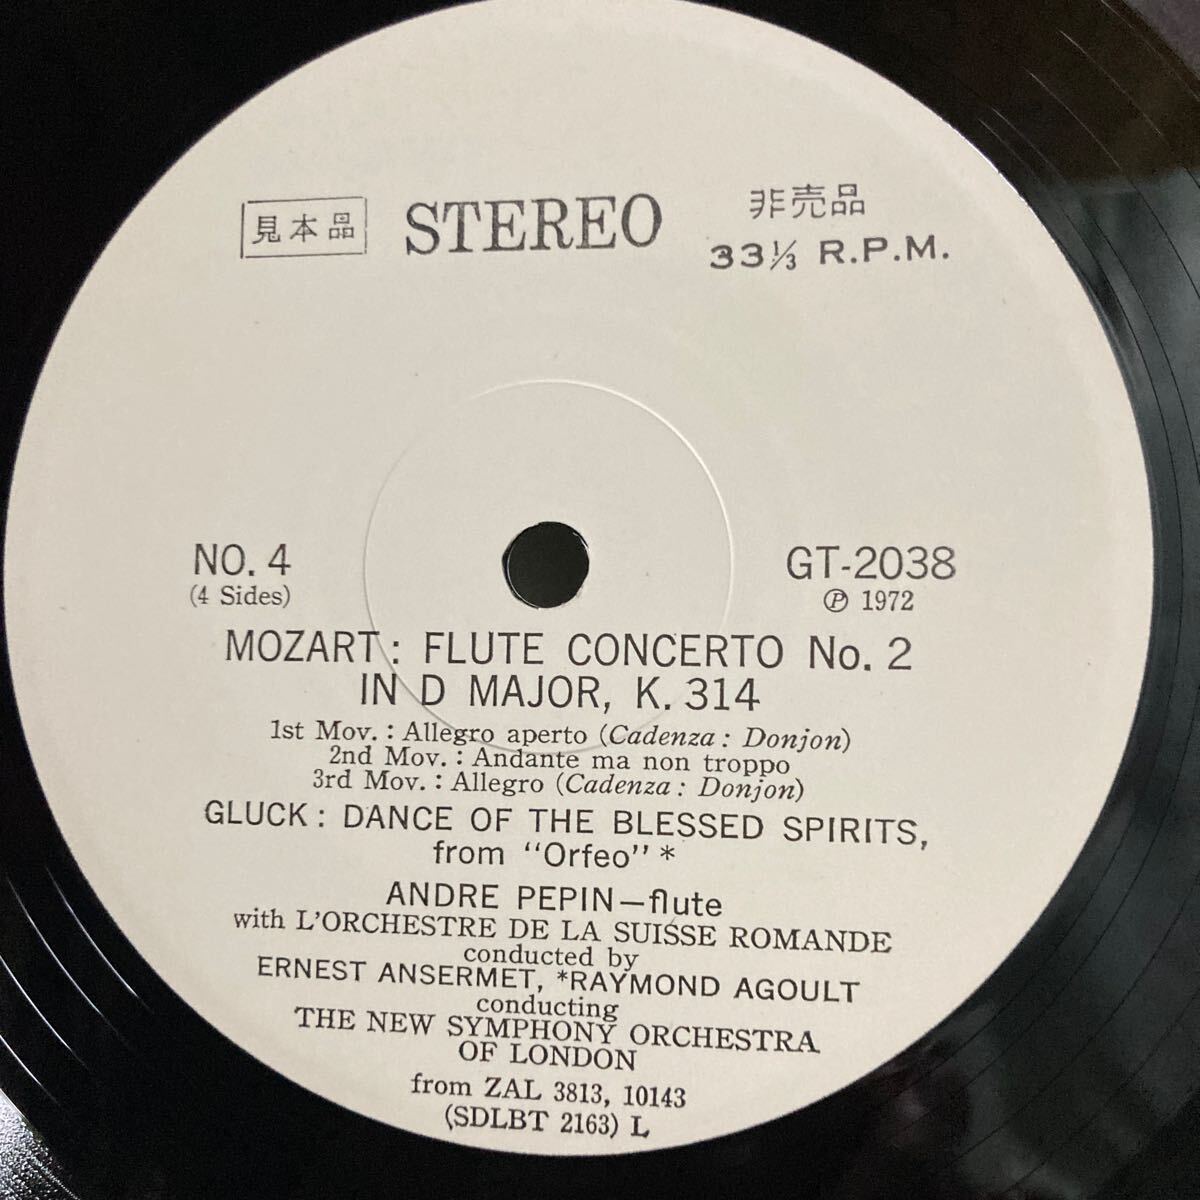 見本品 STEREO 非売品
33⅓ R.P.M.
NO. 4 GT-2038
(4 Sides) Ⓟ 1972
MOZART : FLUTE CONCERTO No. 2
IN D MAJOR, K. 314
1st Mov. : Allegro aperto (Cadenza : Donjon)
2nd Mov. : Andante ma non troppo
3rd Mov. : Allegro (Cadenza : Donjon)
GLUCK : DANCE OF THE BLESSED SPIRITS,
from "Orfeo" *
ANDRE PEPIN—flute
with L'ORCHESTRE DE LA SUISSE ROMANDE
conducted by
ERNEST ANSERMET, *RAYMOND AGOULT
conducting
THE NEW SYMPHONY ORCHESTRA
OF LONDON
from ZAL 3813, 10143
(SDLBT 2163) L